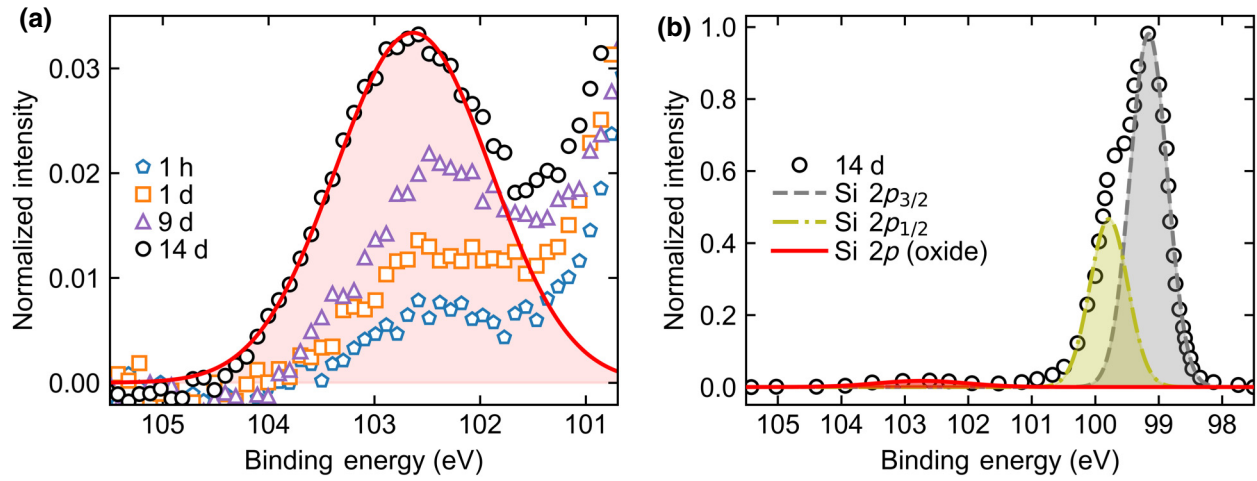 (a)
Normalized intensity
0.03
0.02
0.01
0.00
1 h
1 d
9 d
14 d
105 104 103 102 101
Binding energy (eV)
(b)
Normalized intensity
1.0
0.8
0.6
0.4
0.2
0.0
14 d
Si 2p3/2
Si 2p1/2
Si 2p (oxide)
105 104 103 102 101 100 99 98
Binding energy (eV)